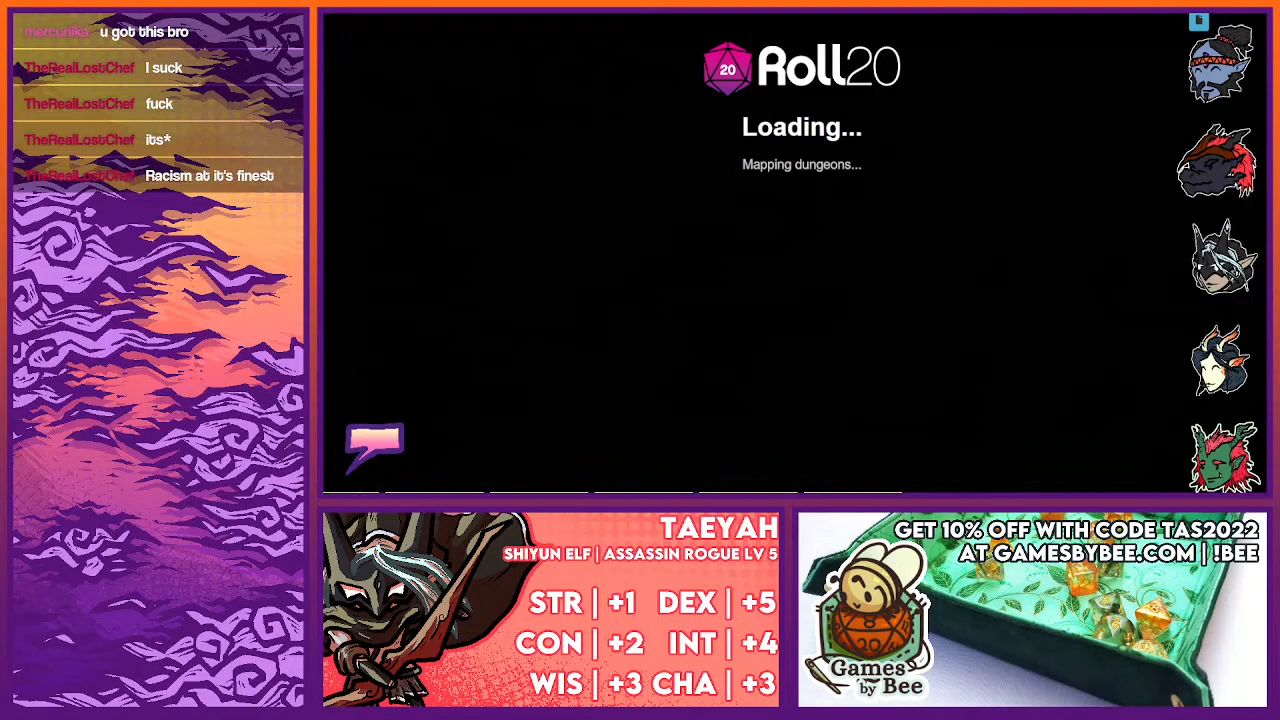 mercuriika u got this bro
TheRealLostChef I suck
TheRealLostChef fuck
TheRealLostChef its*
TheRealLostChef Racism at it's finest
20 Roll20
Loading...
Mapping dungeons...
TAEYAH
SHIYUN ELF | ASSASSIN ROGUE LV 5
STR | +1 DEX | +5
CON | +2 INT | +4
WIS | +3 CHA | +3
GET 10% OFF WITH CODE TAS2022
AT GAMESBYBEE.COM | !BEE
Games
by Bee